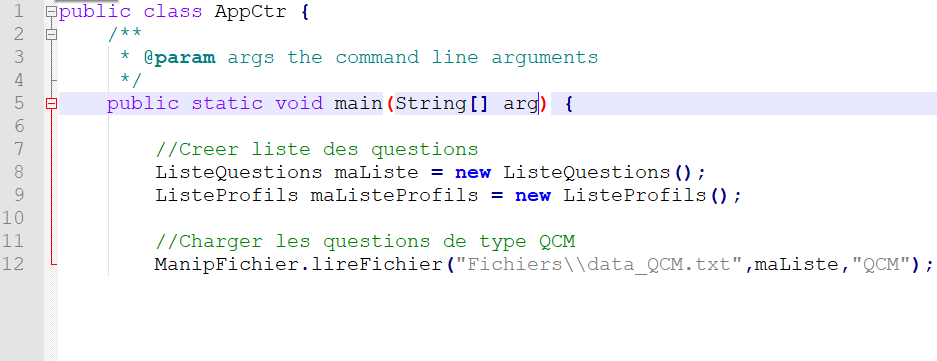 1 public class AppCtr {
2 /**
3 * @param args the command line arguments
4 */
5 public static void main(String[] arg) {
6
7 //Creer liste des questions
8 ListeQuestions maListe = new ListeQuestions();
9 ListeProfils maListeProfils = new ListeProfils();
10
11 //Charger les questions de type QCM
12 ManipFichier.lireFichier("Fichiers\\data_QCM.txt",maListe,"QCM");